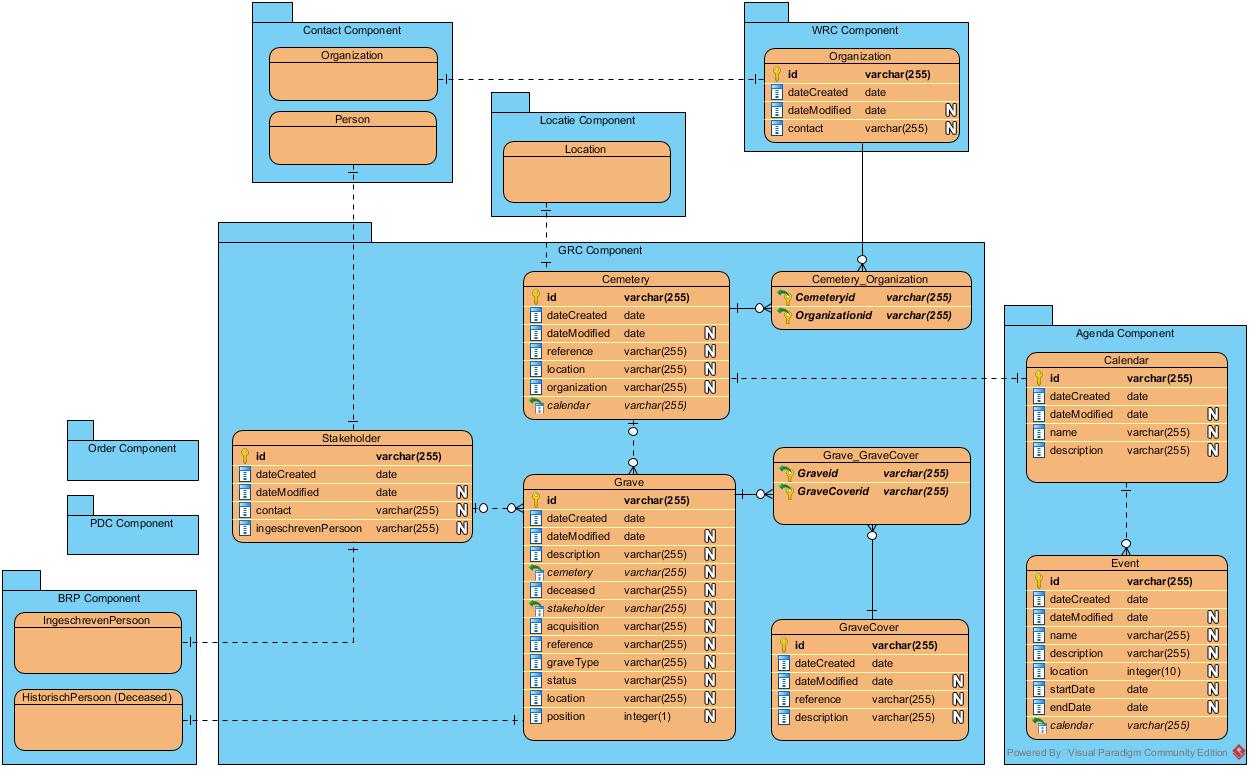 Contact Component
Organization
Person
WRC Component
Organization
id varchar(255)
dateCreated date
dateModified date N
contact varchar(255) N
Locatie Component
Location
GRC Component
Cemetery
id varchar(255)
dateCreated date
dateModified date N
reference varchar(255) N
location varchar(255) N
organization varchar(255) N
calendar varchar(255)
Cemetery_Organization
Cemeteryid varchar(255)
Organizationid varchar(255)
Agenda Component
Calendar
id varchar(255)
dateCreated date
dateModified date N
name varchar(255) N
description varchar(255) N
Order Component
PDC Component
Stakeholder
id varchar(255)
dateCreated date
dateModified date N
contact varchar(255) N
ingeschrevenPersoon varchar(255) N
Grave
id varchar(255)
dateCreated date
dateModified date N
description varchar(255) N
cemetery varchar(255) N
deceased varchar(255) N
stakeholder varchar(255) N
acquisition varchar(255) N
reference varchar(255) N
graveType varchar(255) N
status varchar(255) N
location varchar(255) N
position integer(1) N
Grave_GraveCover
Graveid varchar(255)
GraveCoverid varchar(255)
GraveCover
id varchar(255)
dateCreated date
dateModified date N
reference varchar(255) N
description varchar(255) N
Event
id varchar(255)
dateCreated date
dateModified date N
name varchar(255) N
description varchar(255) N
location integer(10) N
startDate date N
endDate date N
calendar varchar(255)
BRP Component
IngeschrevenPersoon
HistorischPersoon (Deceased)
Powered By Visual Paradigm Community Edition